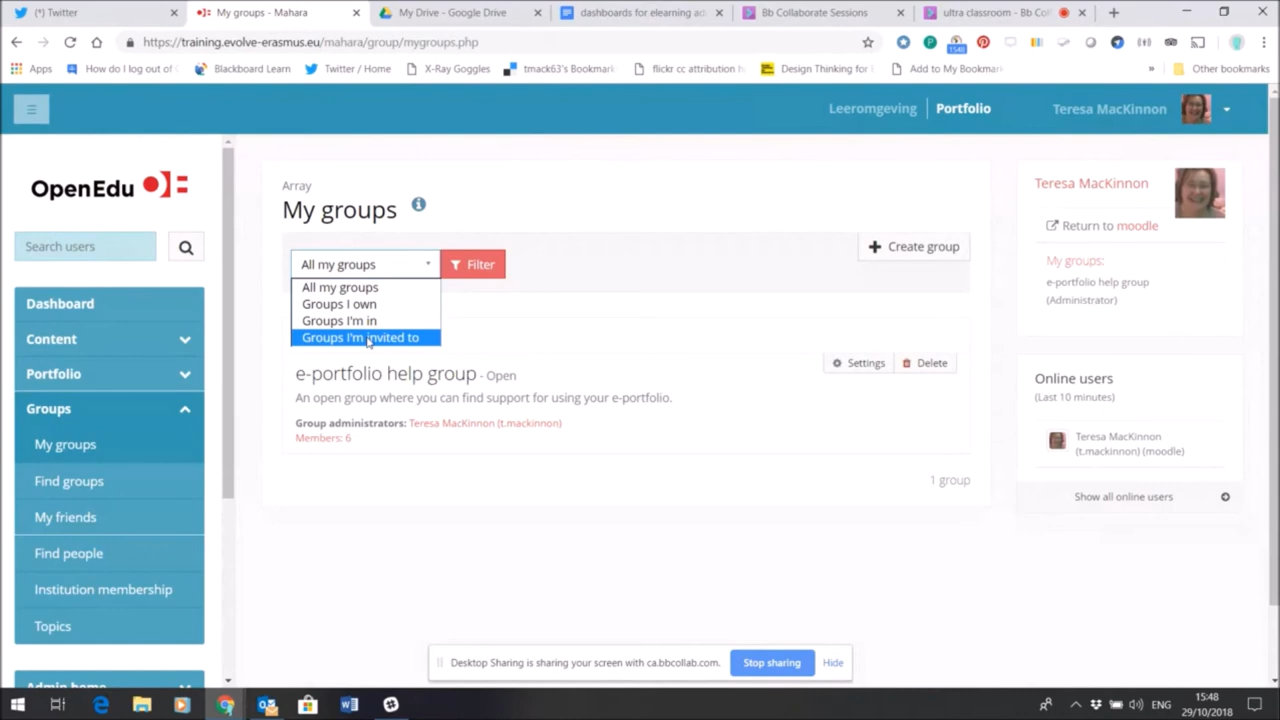 (*) Twitter
My groups - Mahara
My Drive - Google Drive
dashboards for elearning ad
Bb Collaborate Sessions
ultra classroom - Bb Co
https://training.evolve-erasmus.eu/mahara/group/mygroups.php
Apps
How do I log out of
Blackboard Learn
Twitter / Home
X-Ray Goggles
tmack63's Bookmark
flickr cc attribution h
Design Thinking for
Add to My Bookmar
»
Other bookmarks
Leeromgeving
Portfolio
Teresa MacKinnon
OpenEdu
Search users
Dashboard
Content
Portfolio
Groups
My groups
Find groups
My friends
Find people
Institution membership
Topics
Admin home
Array
My groups
All my groups
Filter
Create group
All my groups
Groups I own
Groups I'm in
Groups I'm invited to
e-portfolio help group - Open
Settings
Delete
An open group where you can find support for using your e-portfolio.
Group administrators: Teresa MacKinnon (t.mackinnon)
Members: 6
1 group
Teresa MacKinnon
Return to moodle
My groups:
e-portfolio help group
(Administrator)
Online users
(Last 10 minutes)
Teresa MacKinnon
(t.mackinnon) (moodle)
Show all online users
Desktop Sharing is sharing your screen with ca.bbcollab.com.
Stop sharing
Hide
ENG
15:48
29/10/2018